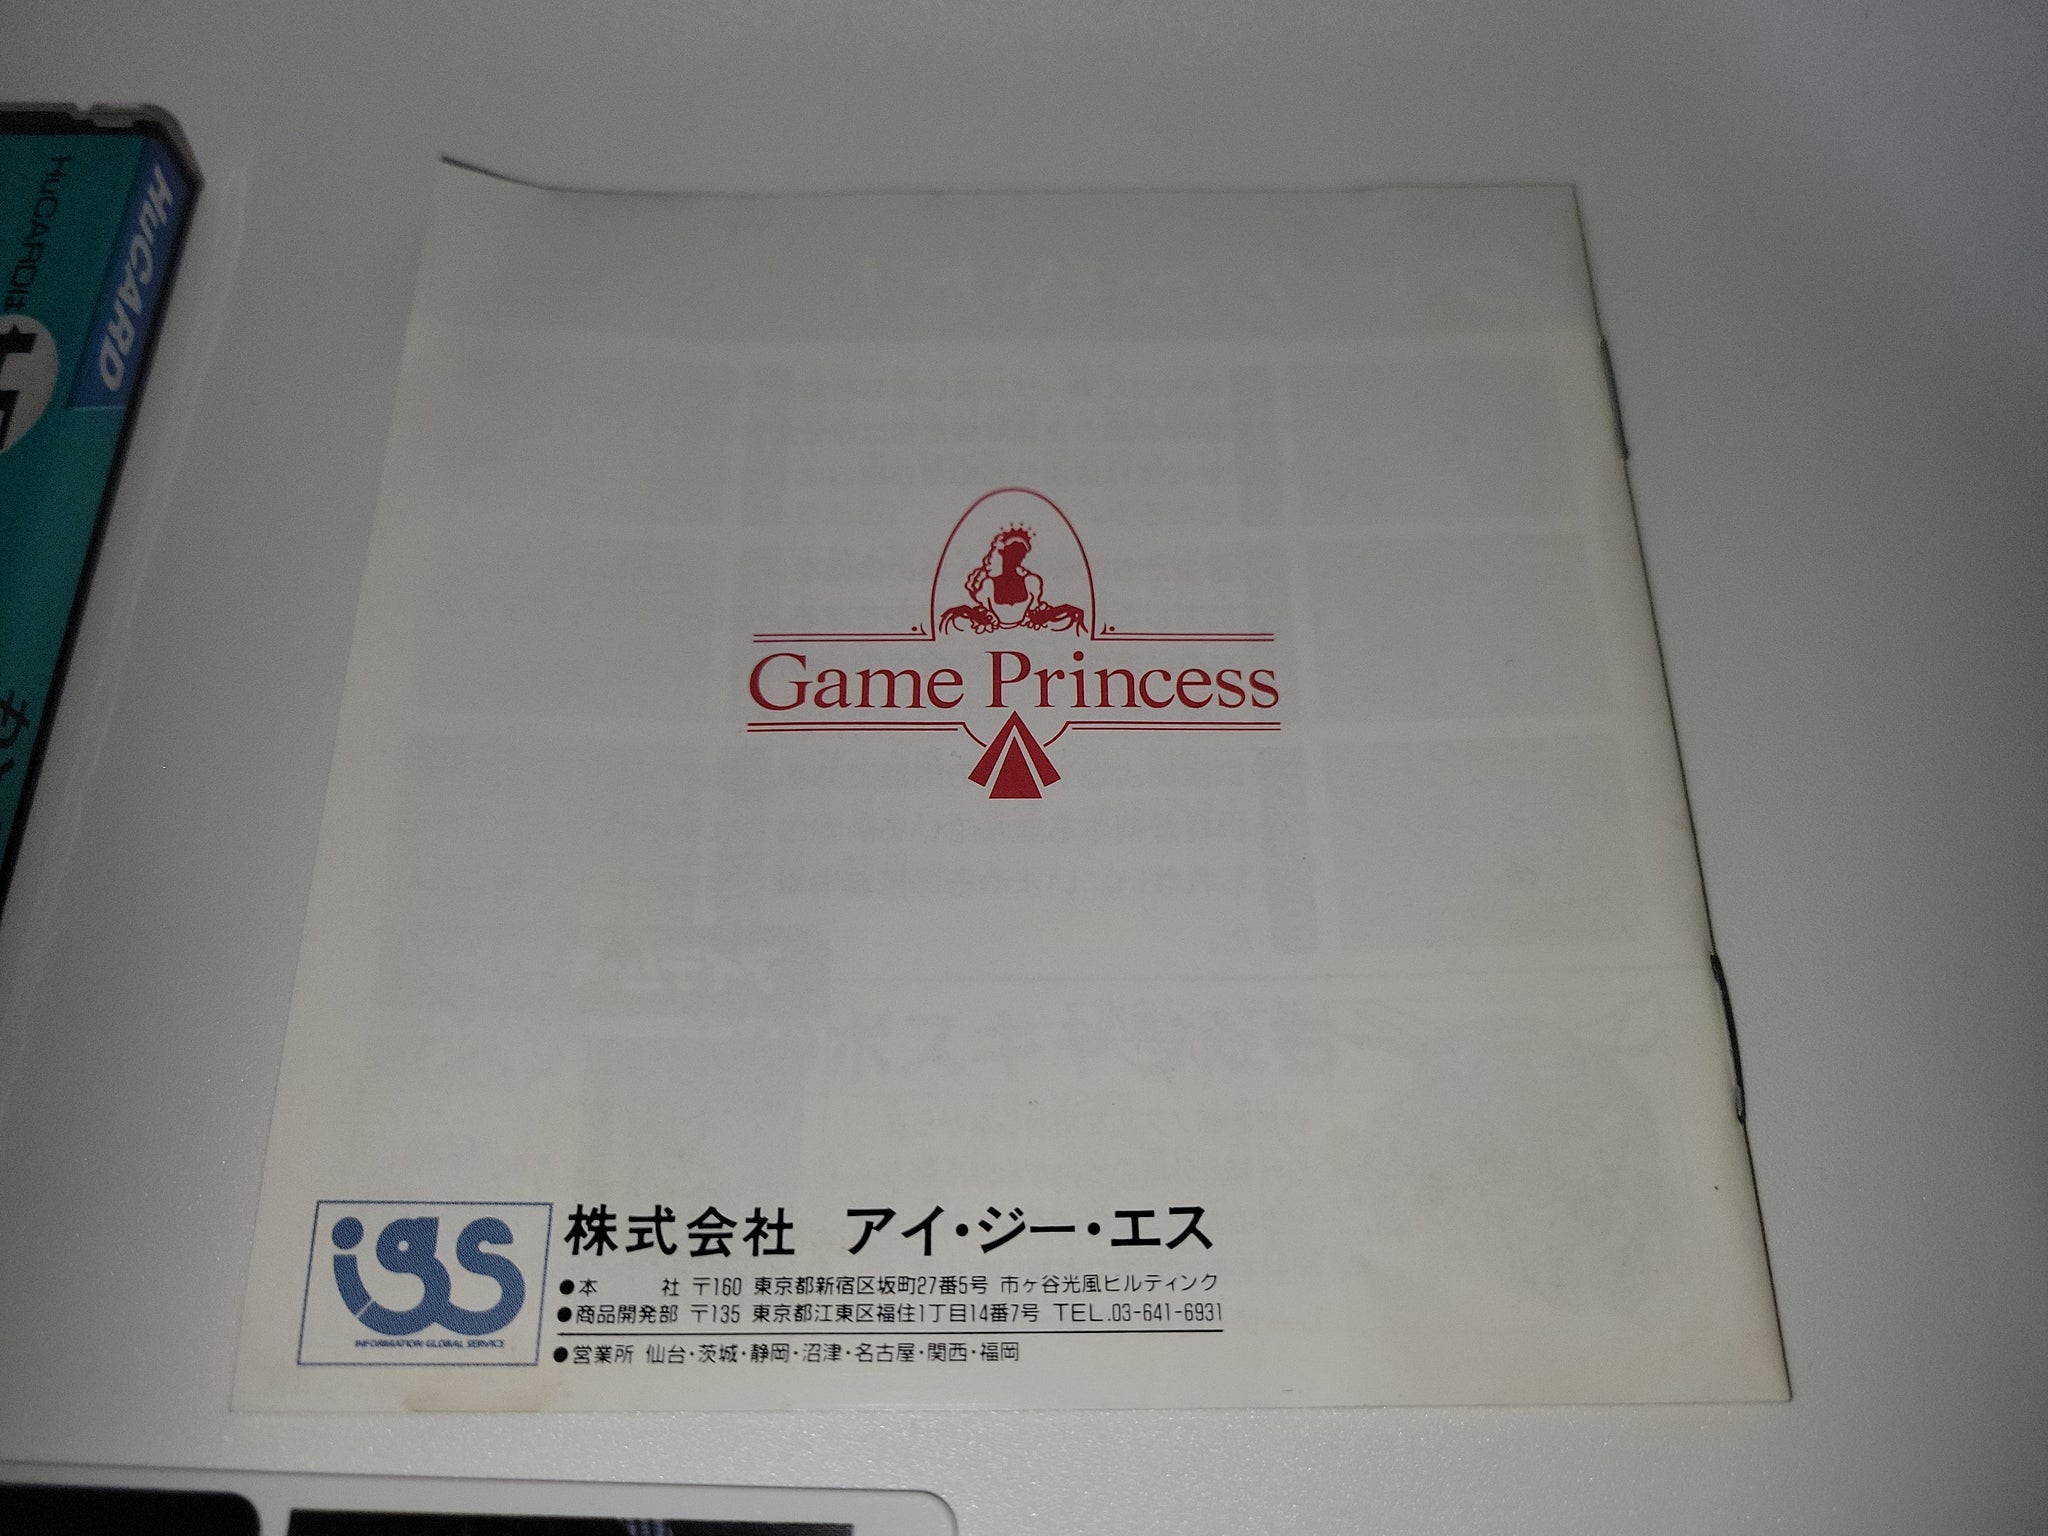 HuCARD
HuCARDは
Game Princess
igs
INFORMATION GLOBAL SERVICE
株式会社 アイ・ジー・エス
●本 社 〒160 東京都新宿区坂町27番5号 市ヶ谷光風ビルディング
●商品開発部 〒135 東京都江東区福住1丁目14番7号 TEL.03-641-6931
●営業所 仙台・茨城・静岡・沼津・名古屋・関西・福岡